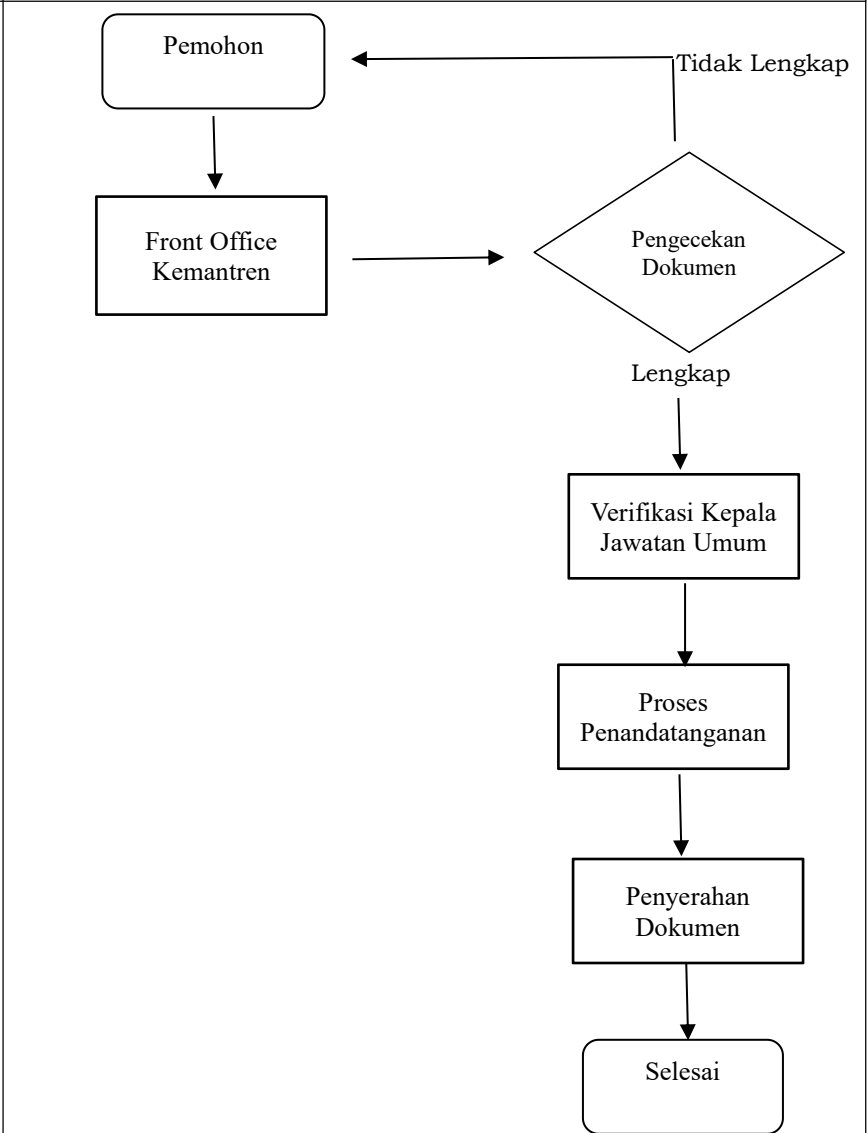 Pemohon
Tidak Lengkap
Front Office
Kemantren
Pengecekan
Dokumen
Lengkap
Verifikasi Kepala
Jawatan Umum
Proses
Penandatanganan
Penyerahan
Dokumen
Selesai